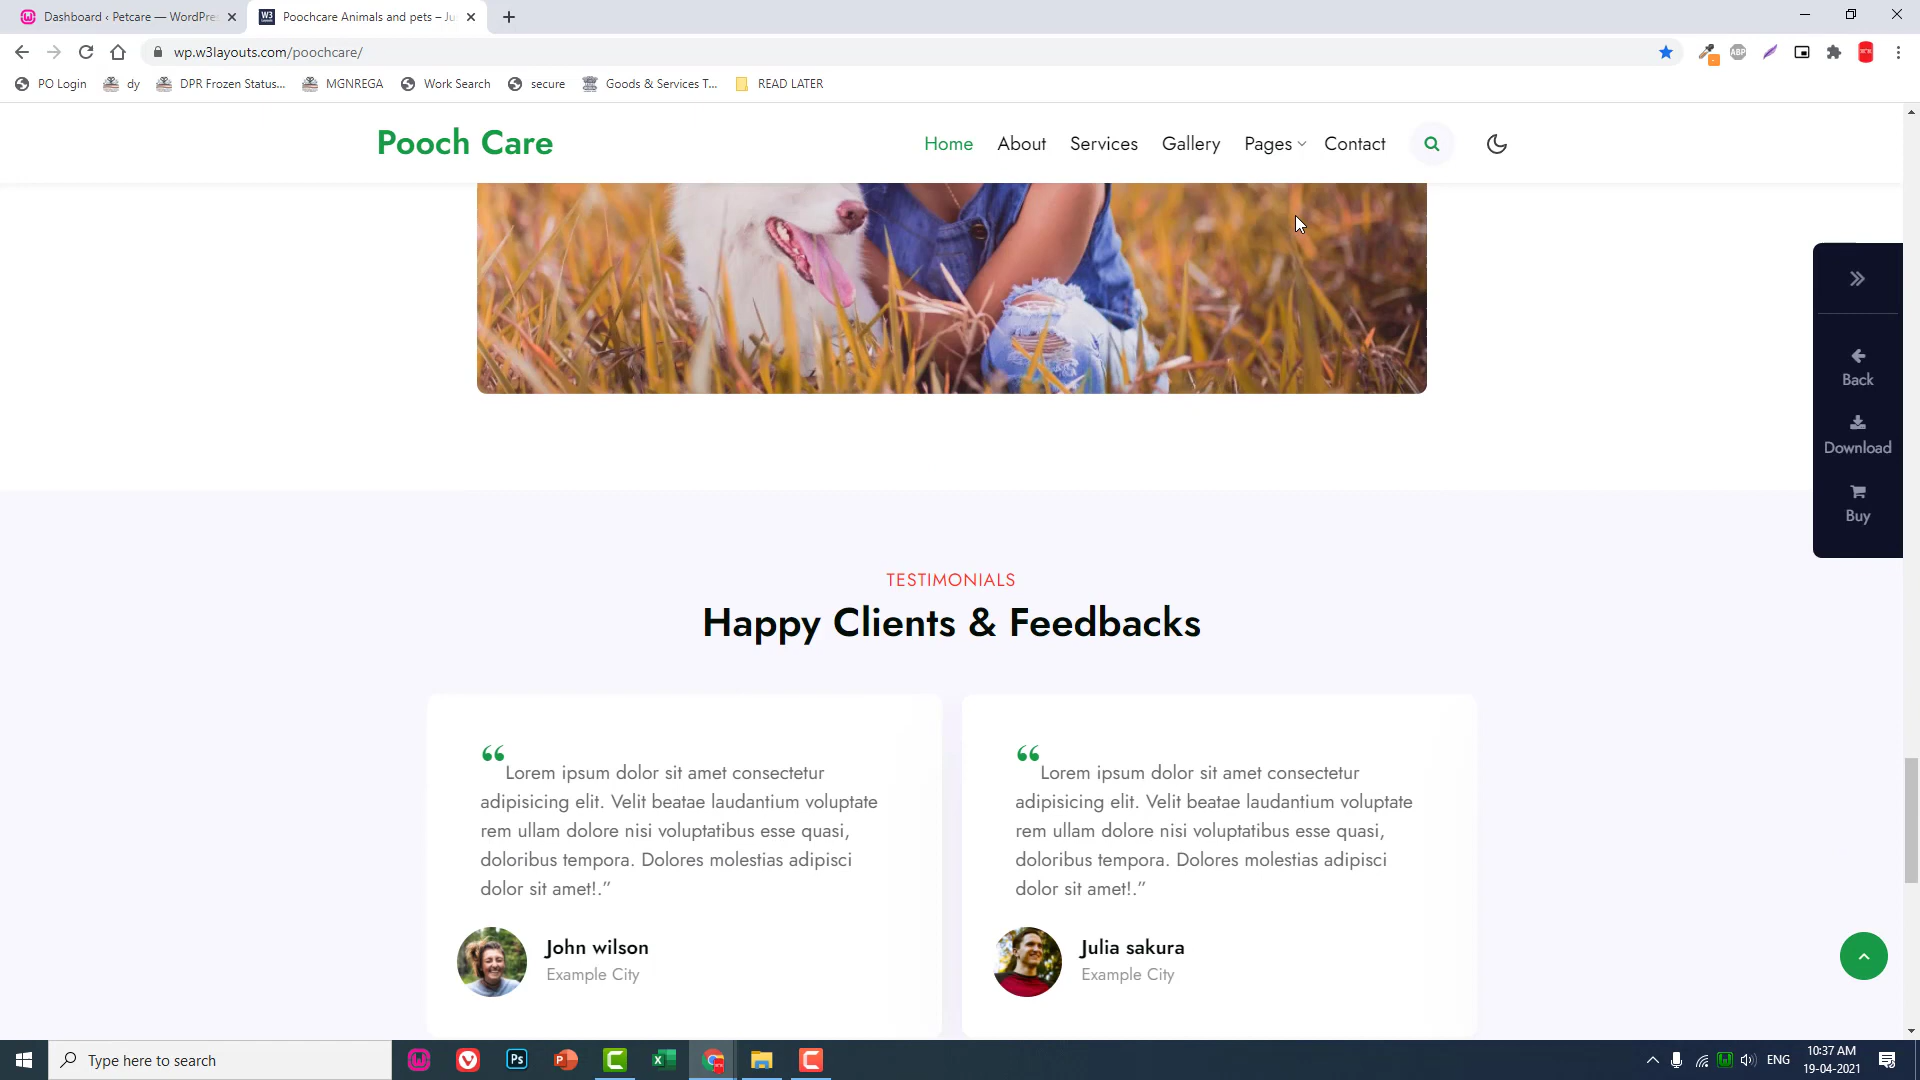 Dashboard ‹ Petcare — WordPre
W3
Poochcare Animals and pets – Ju
wp.w3layouts.com/poochcare/
ABP
PO Login
dy
DPR Frozen Status...
MGNREGA
Work Search
secure
Goods & Services T...
READ LATER
Pooch Care
Home
About
Services
Gallery
Pages
Contact
Back
Download
Buy
TESTIMONIALS
Happy Clients & Feedbacks
“ Lorem ipsum dolor sit amet consectetur
adipisicing elit. Velit beatae laudantium voluptate
rem ullam dolore nisi voluptatibus esse quasi,
doloribus tempora. Dolores molestias adipisci
dolor sit amet!.”
John wilson
Example City
“ Lorem ipsum dolor sit amet consectetur
adipisicing elit. Velit beatae laudantium voluptate
rem ullam dolore nisi voluptatibus esse quasi,
doloribus tempora. Dolores molestias adipisci
dolor sit amet!.”
Julia sakura
Example City
Type here to search
Ps
ENG
10:37 AM
19-04-2021